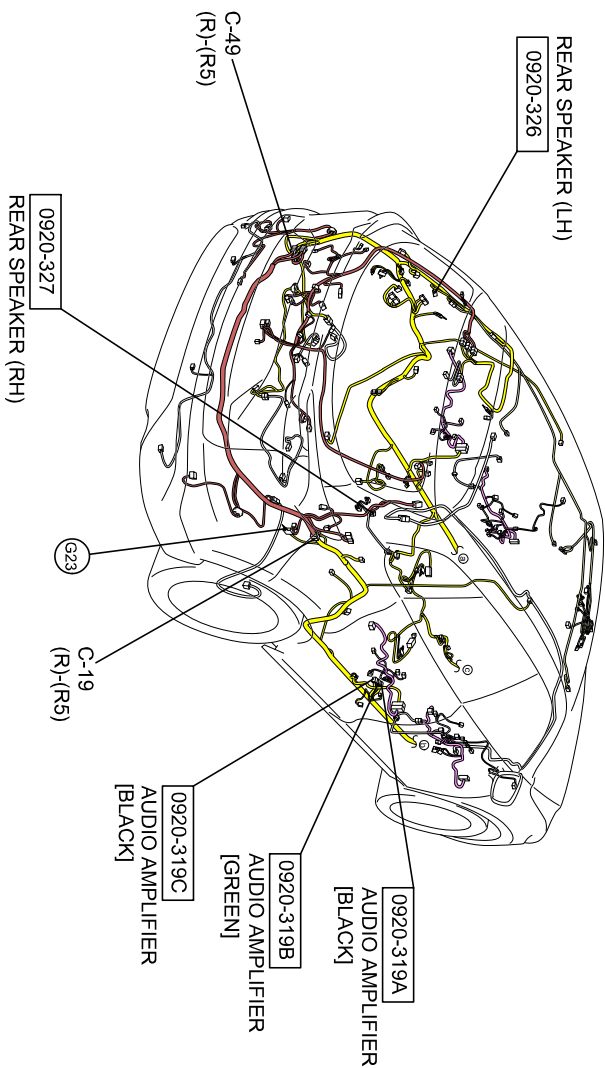 REAR SPEAKER (LH)
0920-326
C-49
(R)-(R5)
0920-327
REAR SPEAKER (RH)
G23
C-19
(R)-(R5)
0920-319A
AUDIO AMPLIFIER
[BLACK]
0920-319B
AUDIO AMPLIFIER
[GREEN]
0920-319C
AUDIO AMPLIFIER
[BLACK]